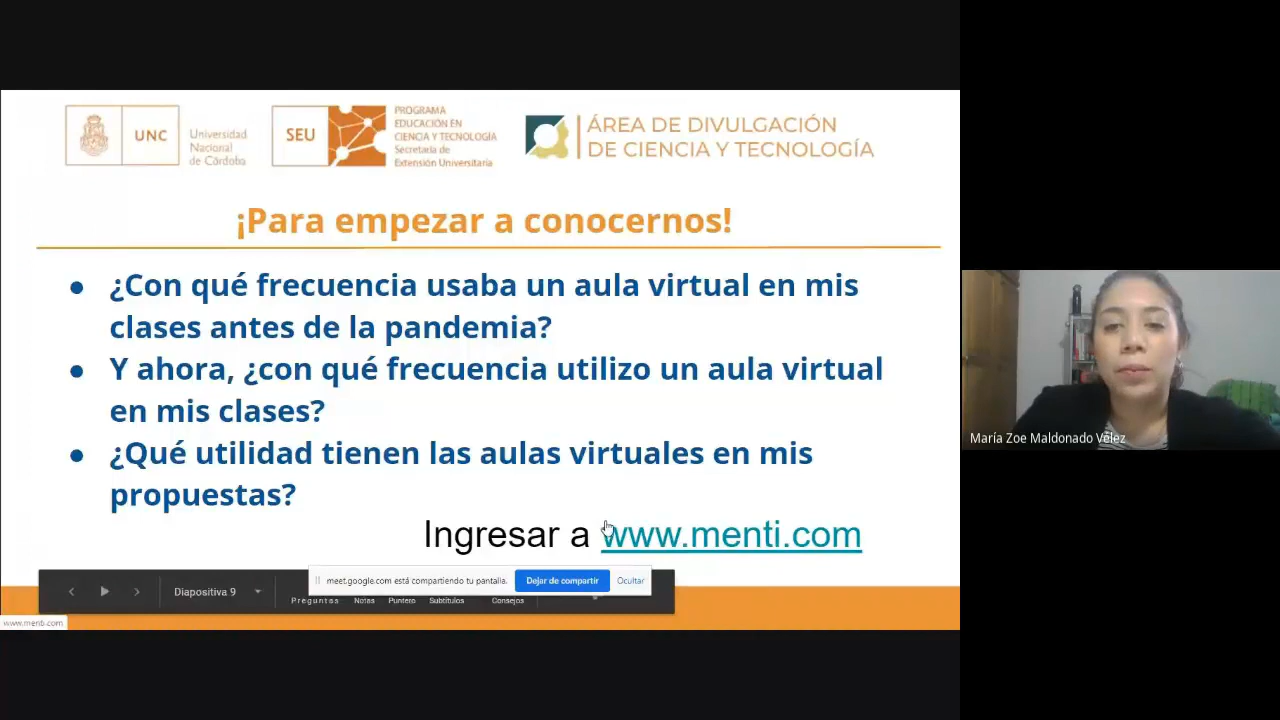 UNC
Universidad
Nacional
de Córdoba
SEU
PROGRAMA
EDUCACIÓN EN
CIENCIA Y TECNOLOGÍA
Secretaría de
Extensión Universitaria
ÁREA DE DIVULGACIÓN
DE CIENCIA Y TECNOLOGÍA
¡Para empezar a conocernos!
● ¿Con qué frecuencia usaba un aula virtual en mis
clases antes de la pandemia?
● Y ahora, ¿con qué frecuencia utilizo un aula virtual
en mis clases?
● ¿Qué utilidad tienen las aulas virtuales en mis
propuestas?
Ingresar a www.menti.com
meet.google.com está compartiendo tu pantalla.
Dejar de compartir
Ocultar
Diapositiva 9
Preguntas
Notas
Puntero
Subtítulos
Consejos
www.menti.com
María Zoe Maldonado Vélez